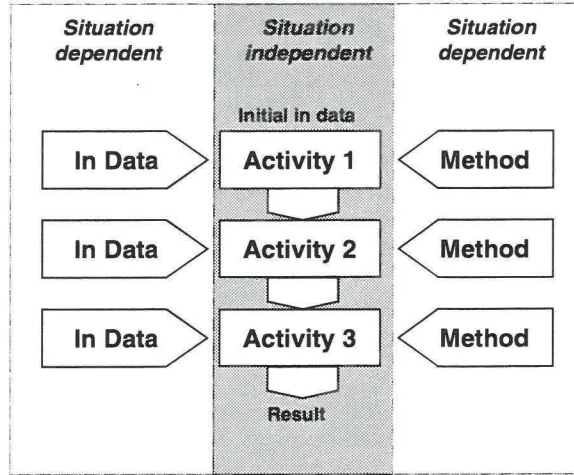 Situation dependent
Situation independent
Situation dependent
Initial in data
In Data
Activity 1
Method
In Data
Activity 2
Method
In Data
Activity 3
Method
Result